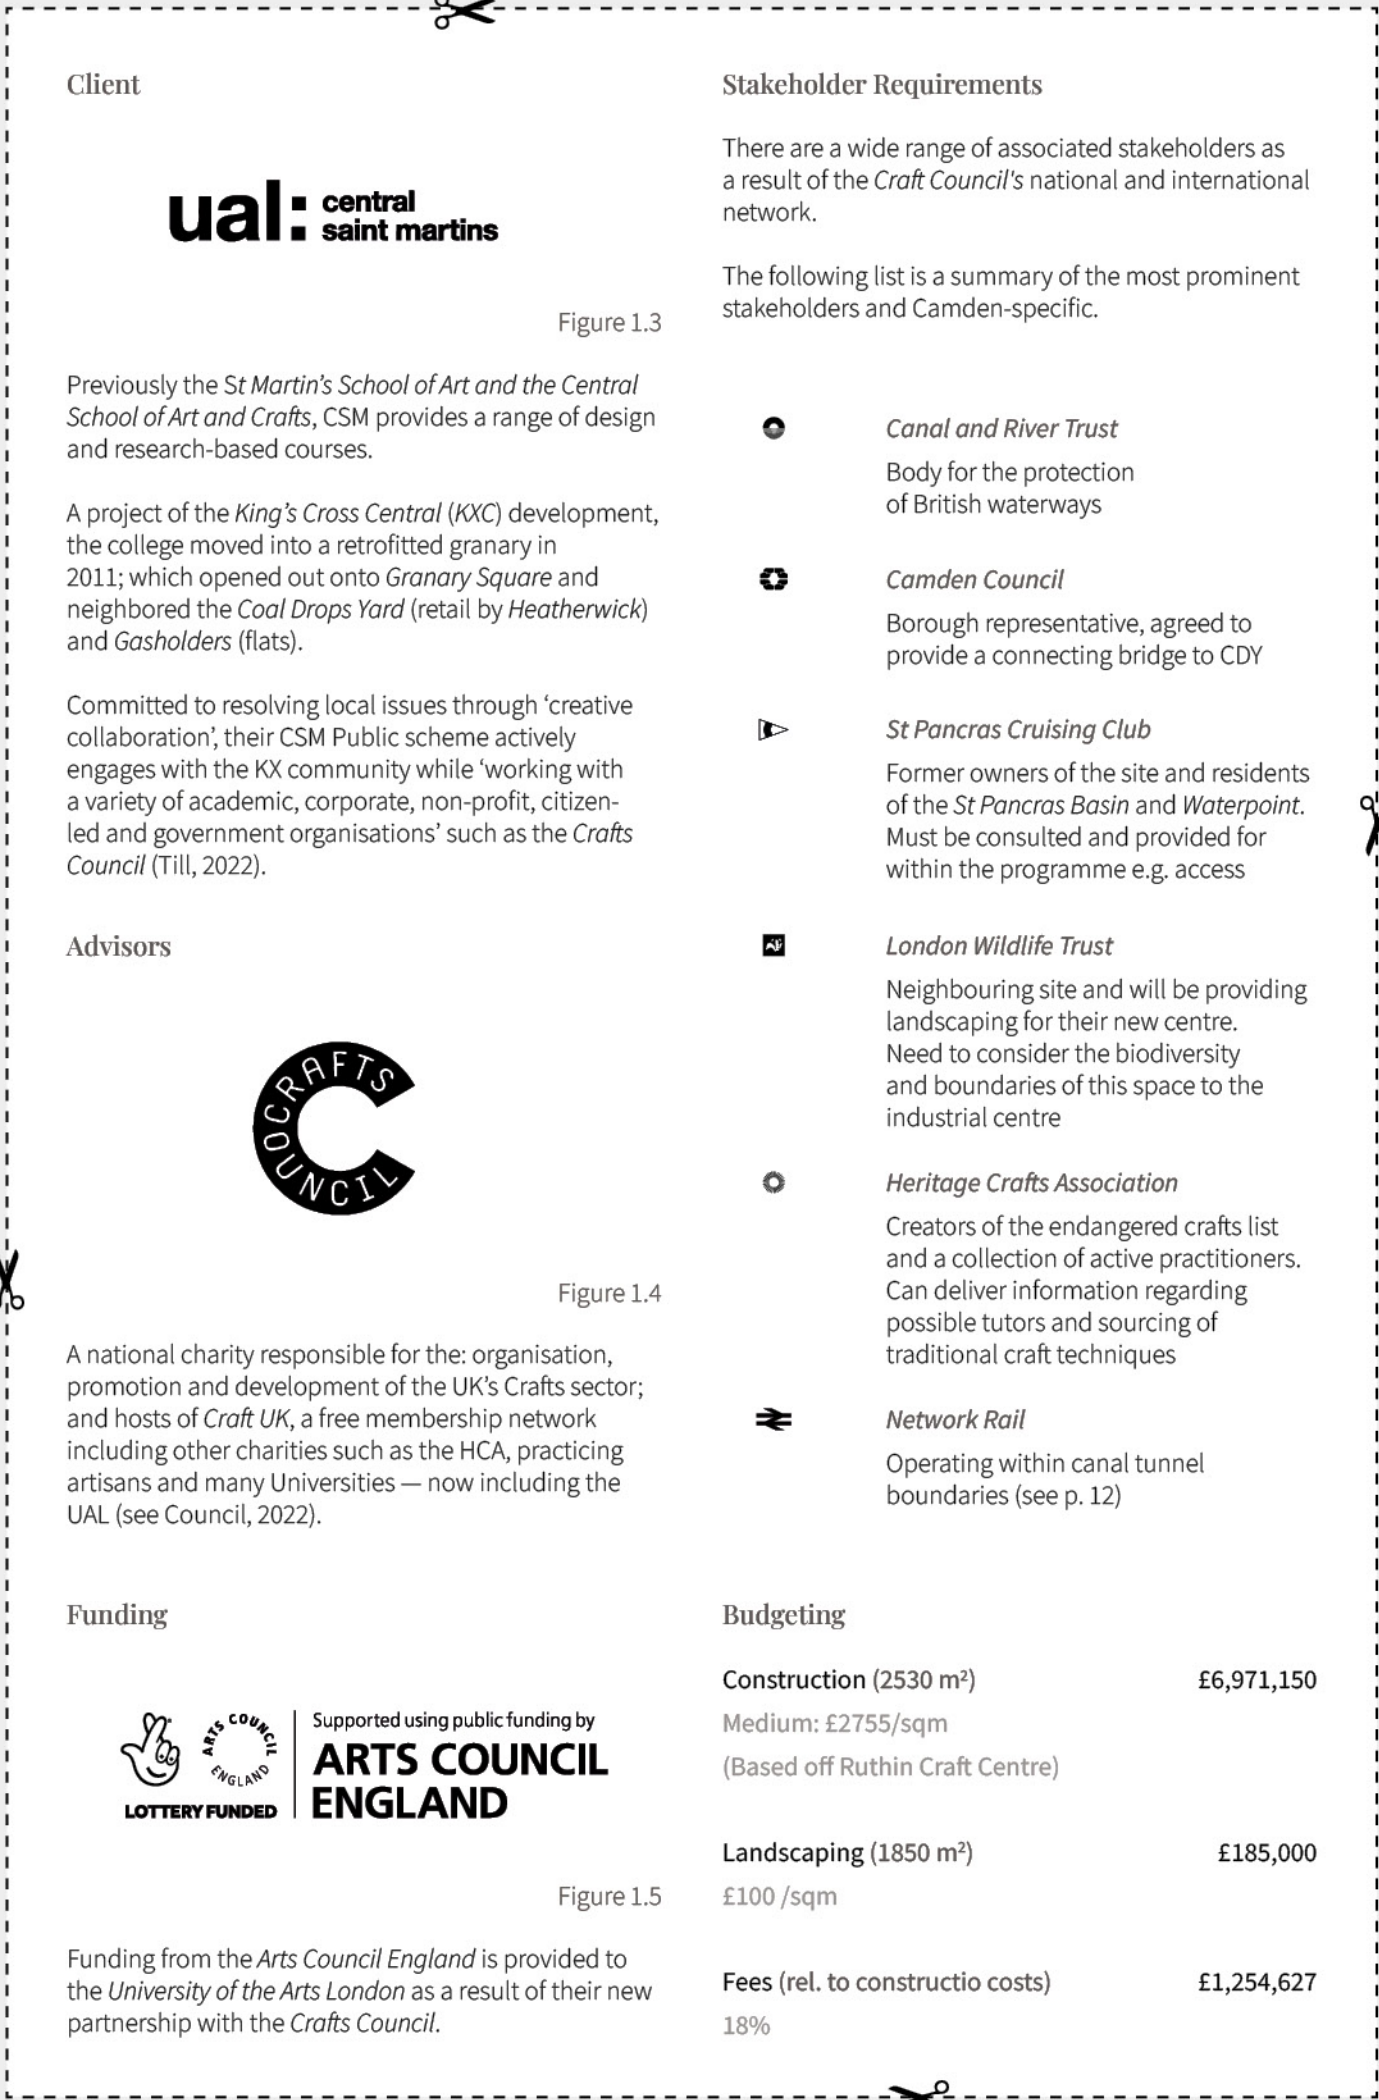 Client
ual: central
saint martins
Figure 1.3
Previously the St Martin's School of Art and the Central
School of Art and Crafts, CSM provides a range of design
and research-based courses.
A project of the King's Cross Central (KXC) development,
the college moved into a retrofitted granary in
2011; which opened out onto Granary Square and
neighbored the Coal Drops Yard (retail by Heatherwick)
and Gasholders (flats).
Committed to resolving local issues through ‘creative
collaboration’, their CSM Public scheme actively
engages with the KX community while ‘working with
a variety of academic, corporate, non-profit, citizen-
led and government organisations’ such as the Crafts
Council (Till, 2022).
Advisors
CRAFTS
COUNCIL
Figure 1.4
A national charity responsible for the: organisation,
promotion and development of the UK's Crafts sector;
and hosts of Craft UK, a free membership network
including other charities such as the HCA, practicing
artisans and many Universities — now including the
UAL (see Council, 2022).
Funding
ARTS COUNCIL
ENGLAND
LOTTERY FUNDED
Supported using public funding by
ARTS COUNCIL
ENGLAND
Figure 1.5
Funding from the Arts Council England is provided to
the University of the Arts London as a result of their new
partnership with the Crafts Council.
Stakeholder Requirements
There are a wide range of associated stakeholders as
a result of the Craft Council's national and international
network.
The following list is a summary of the most prominent
stakeholders and Camden-specific.
Canal and River Trust
Body for the protection
of British waterways
Camden Council
Borough representative, agreed to
provide a connecting bridge to CDY
St Pancras Cruising Club
Former owners of the site and residents
of the St Pancras Basin and Waterpoint.
Must be consulted and provided for
within the programme e.g. access
London Wildlife Trust
Neighbouring site and will be providing
landscaping for their new centre.
Need to consider the biodiversity
and boundaries of this space to the
industrial centre
Heritage Crafts Association
Creators of the endangered crafts list
and a collection of active practitioners.
Can deliver information regarding
possible tutors and sourcing of
traditional craft techniques
Network Rail
Operating within canal tunnel
boundaries (see p. 12)
Budgeting
Construction (2530 m²) £6,971,150
Medium: £2755/sqm
(Based off Ruthin Craft Centre)
Landscaping (1850 m²) £185,000
£100 /sqm
Fees (rel. to constructio costs) £1,254,627
18%